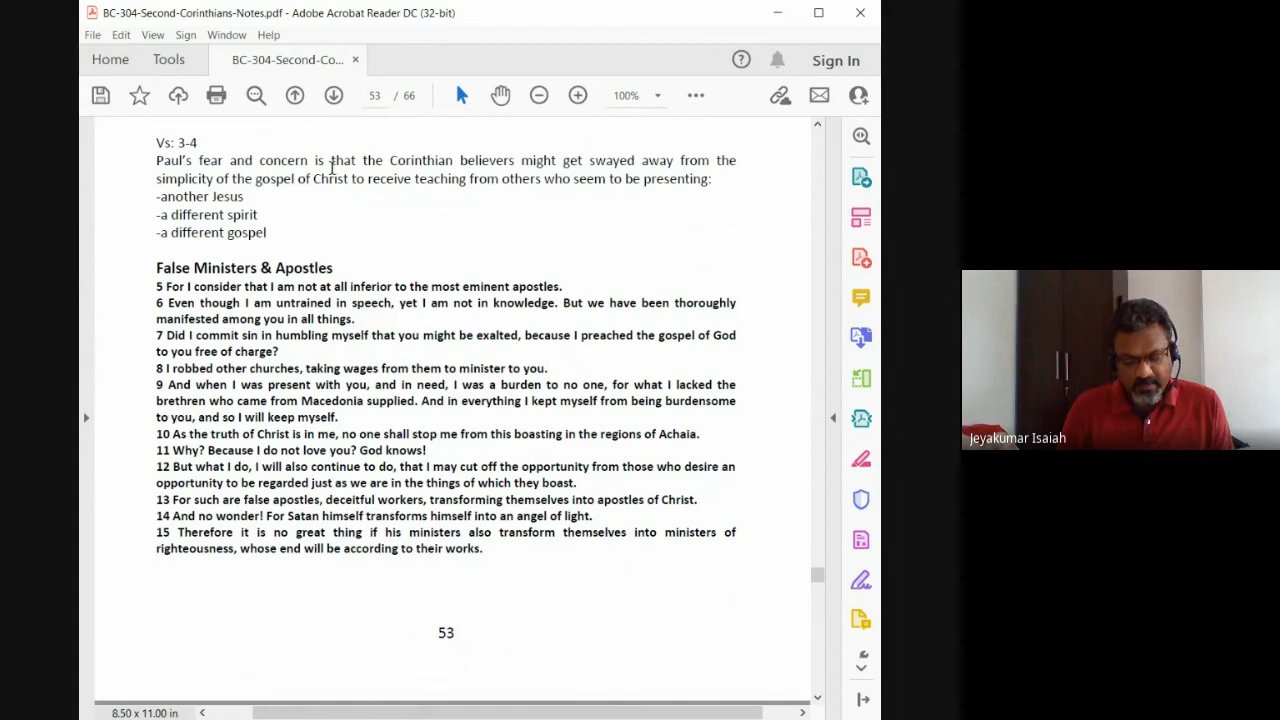 BC-304-Second-Corinthians-Notes.pdf - Adobe Acrobat Reader DC (32-bit)
File Edit View Sign Window Help
Home Tools BC-304-Second-Co... × Sign In
53 / 66 100%
Vs: 3-4
Paul's fear and concern is that the Corinthian believers might get swayed away from the
simplicity of the gospel of Christ to receive teaching from others who seem to be presenting:
-another Jesus
-a different spirit
-a different gospel
False Ministers & Apostles
5 For I consider that I am not at all inferior to the most eminent apostles.
6 Even though I am untrained in speech, yet I am not in knowledge. But we have been thoroughly
manifested among you in all things.
7 Did I commit sin in humbling myself that you might be exalted, because I preached the gospel of God
to you free of charge?
8 I robbed other churches, taking wages from them to minister to you.
9 And when I was present with you, and in need, I was a burden to no one, for what I lacked the
brethren who came from Macedonia supplied. And in everything I kept myself from being burdensome
to you, and so I will keep myself.
10 As the truth of Christ is in me, no one shall stop me from this boasting in the regions of Achaia.
11 Why? Because I do not love you? God knows!
12 But what I do, I will also continue to do, that I may cut off the opportunity from those who desire an
opportunity to be regarded just as we are in the things of which they boast.
13 For such are false apostles, deceitful workers, transforming themselves into apostles of Christ.
14 And no wonder! For Satan himself transforms himself into an angel of light.
15 Therefore it is no great thing if his ministers also transform themselves into ministers of
righteousness, whose end will be according to their works.
53
8.50 x 11.00 in
Jeyakumar Isaiah